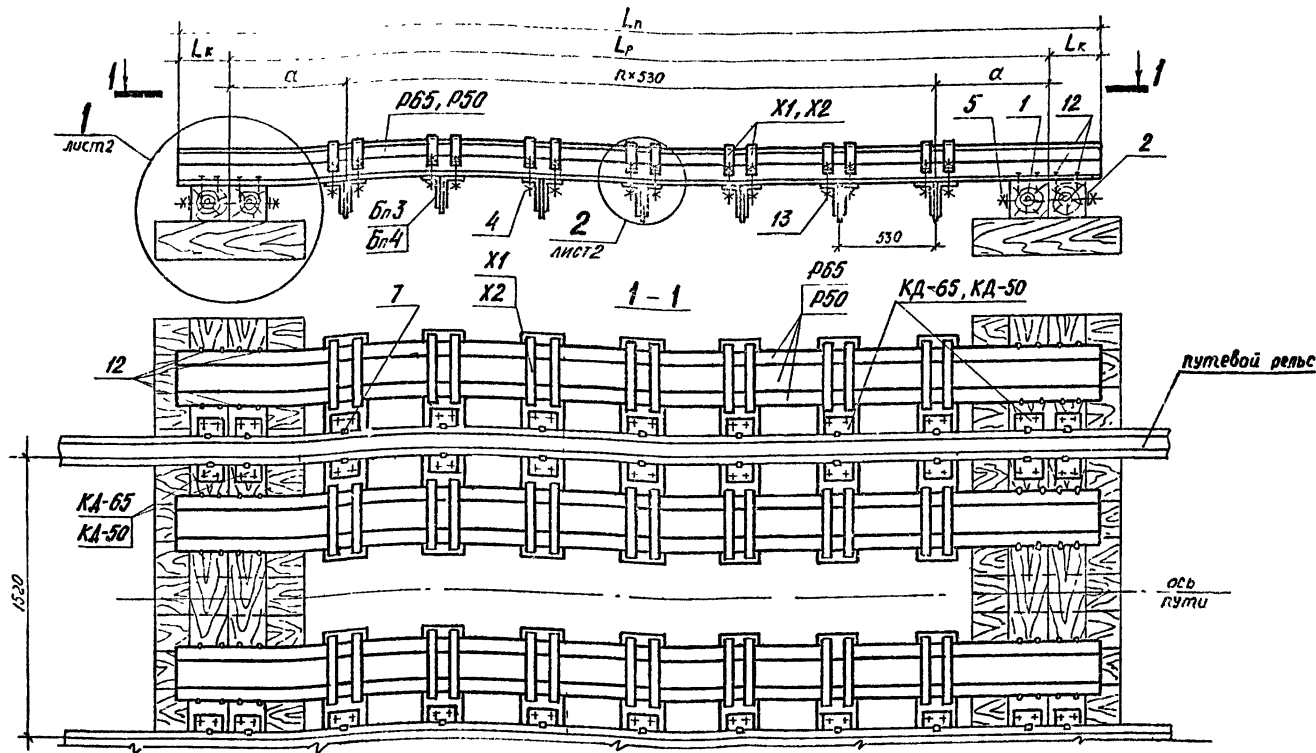 Lп
Lк
Lр
Lк
1
a
n×530
a
1
1
лист2
Р65, Р50
Х1, Х2
5
1
12
2
Бп3
Бп4
4
2
лист2
13
530
Х1
Х2
7
1-1
Р65
Р50
КД-65, КД-50
12
путевой рельс
КД-65
КД-50
1520
ось
пути